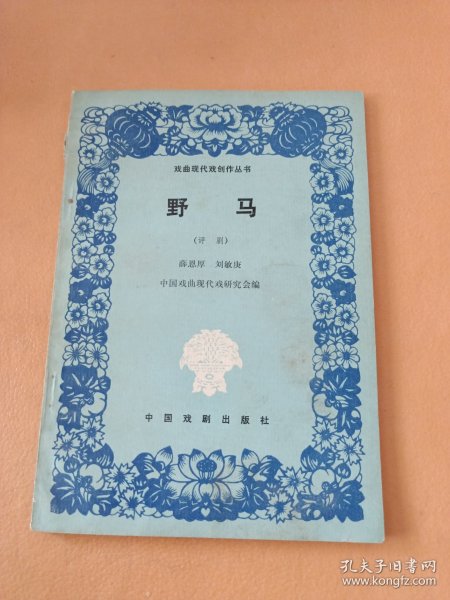 戏曲现代戏创作丛书
野马
(评剧)
薛恩厚 刘敏庚
中国戏曲现代戏研究会编
中国戏剧出版社
孔夫子旧书网
www.kongfz.com